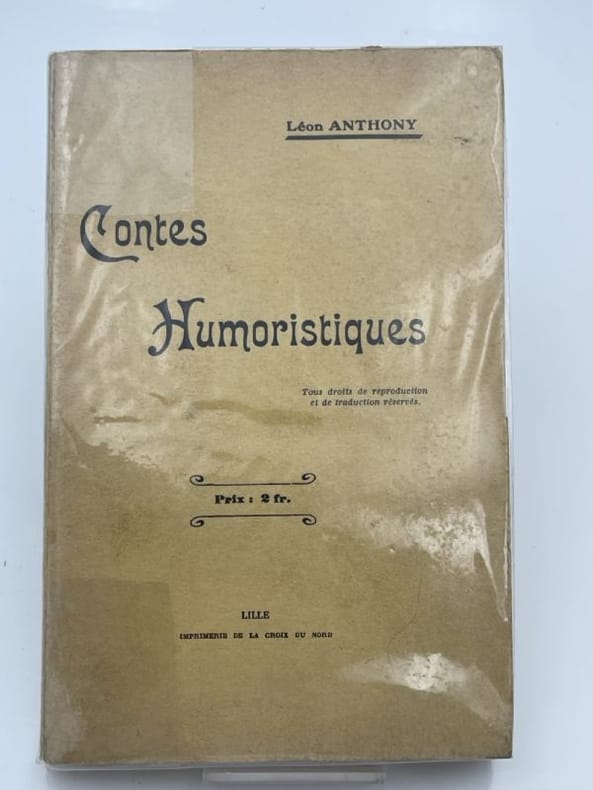 Léon ANTHONY
Contes
Humoristiques
Tous droits de reproduction
et de traduction réservés.
Prix : 2 fr.
LILLE
IMPRIMERIE DE LA CROIX DU NORD